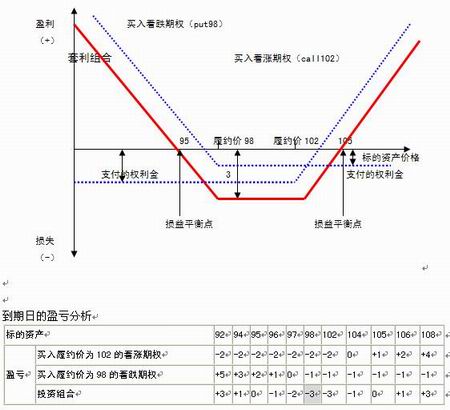 盈利
(+)
买入看跌期权(put98)
套利组合
买入看涨期权(call102)
95
履约价 98
履约价 102
105
标的资产价格
支付的权利金
3
支付的权利金
损益平衡点
损益平衡点
损失
(-)
到期日的盈亏分析
标的资产 92 94 95 96 97 98 102 104 105 106 108
盈亏
买入履约价为 102 的看涨期权 -2 -2 -2 -2 -2 -2 -2 0 +1 +2 +4
买入履约价为 98 的看跌期权 +5 +3 +2 +1 0 -1 -1 -1 -1 -1 -1
投资组合 +3 +1 0 -1 -2 -3 -3 -1 0 +1 +3